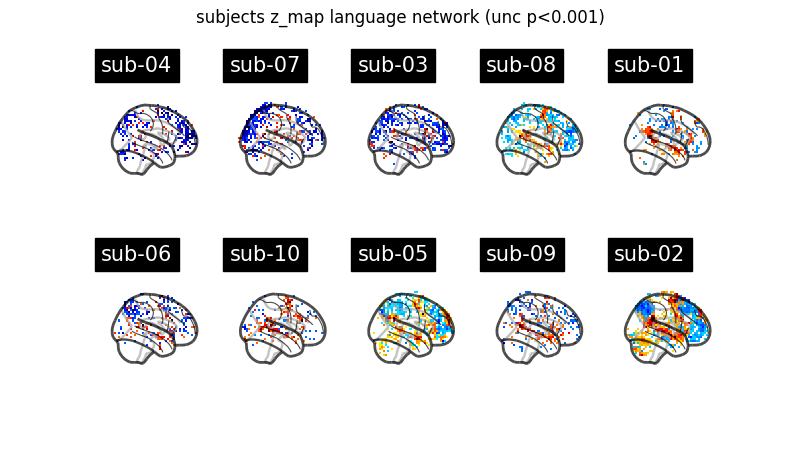 subjects z_map language network (unc p<0.001)
sub-04
sub-07
sub-03
sub-08
sub-01
sub-06
sub-10
sub-05
sub-09
sub-02